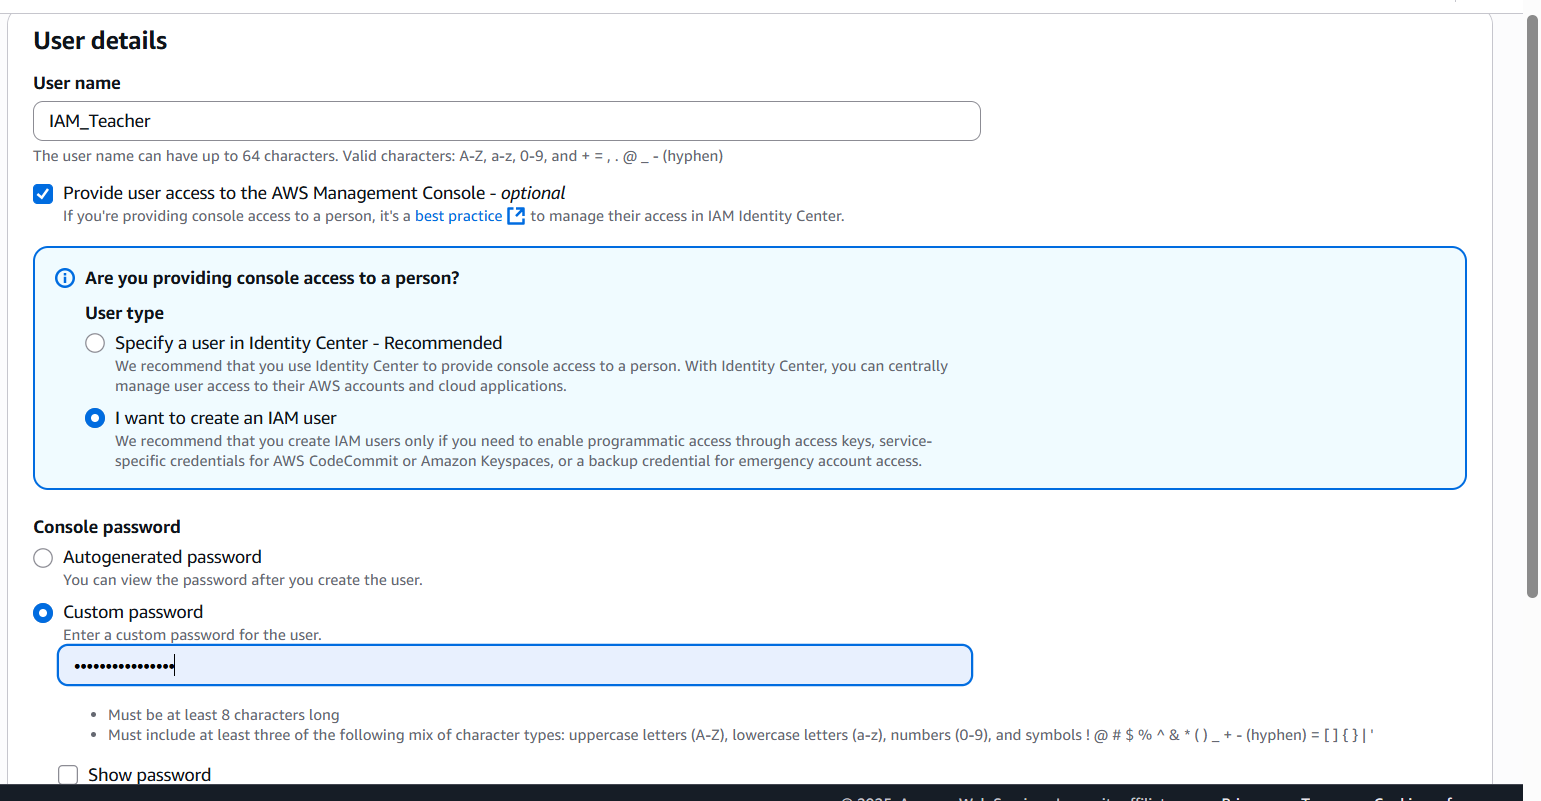 User details
User name
IAM_Teacher
The user name can have up to 64 characters. Valid characters: A-Z, a-z, 0-9, and + = , . @ _ - (hyphen)
Provide user access to the AWS Management Console - optional
If you're providing console access to a person, it's a best practice to manage their access in IAM Identity Center.
Are you providing console access to a person?
User type
Specify a user in Identity Center - Recommended
We recommend that you use Identity Center to provide console access to a person. With Identity Center, you can centrally
manage user access to their AWS accounts and cloud applications.
I want to create an IAM user
We recommend that you create IAM users only if you need to enable programmatic access through access keys, service-
specific credentials for AWS CodeCommit or Amazon Keyspaces, or a backup credential for emergency account access.
Console password
Autogenerated password
You can view the password after you create the user.
Custom password
Enter a custom password for the user.
••••••••••••••••
• Must be at least 8 characters long
• Must include at least three of the following mix of character types: uppercase letters (A-Z), lowercase letters (a-z), numbers (0-9), and symbols ! @ # $ % ^ & * ( ) _ + - (hyphen) = [ ] { } | '
Show password